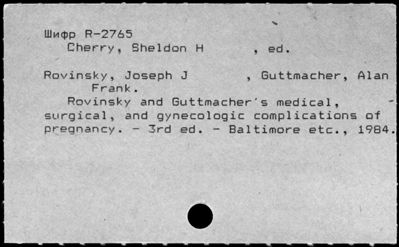 Шифр R-2765
Cherry, Sheldon H , ed.
Rovinsky, Joseph J , Guttmacher, Alan
Frank.
Rovinsky and Guttmacher's medical,
surgical, and gynecologic complications of
pregnancy. - 3rd ed. - Baltimore etc., 1984.